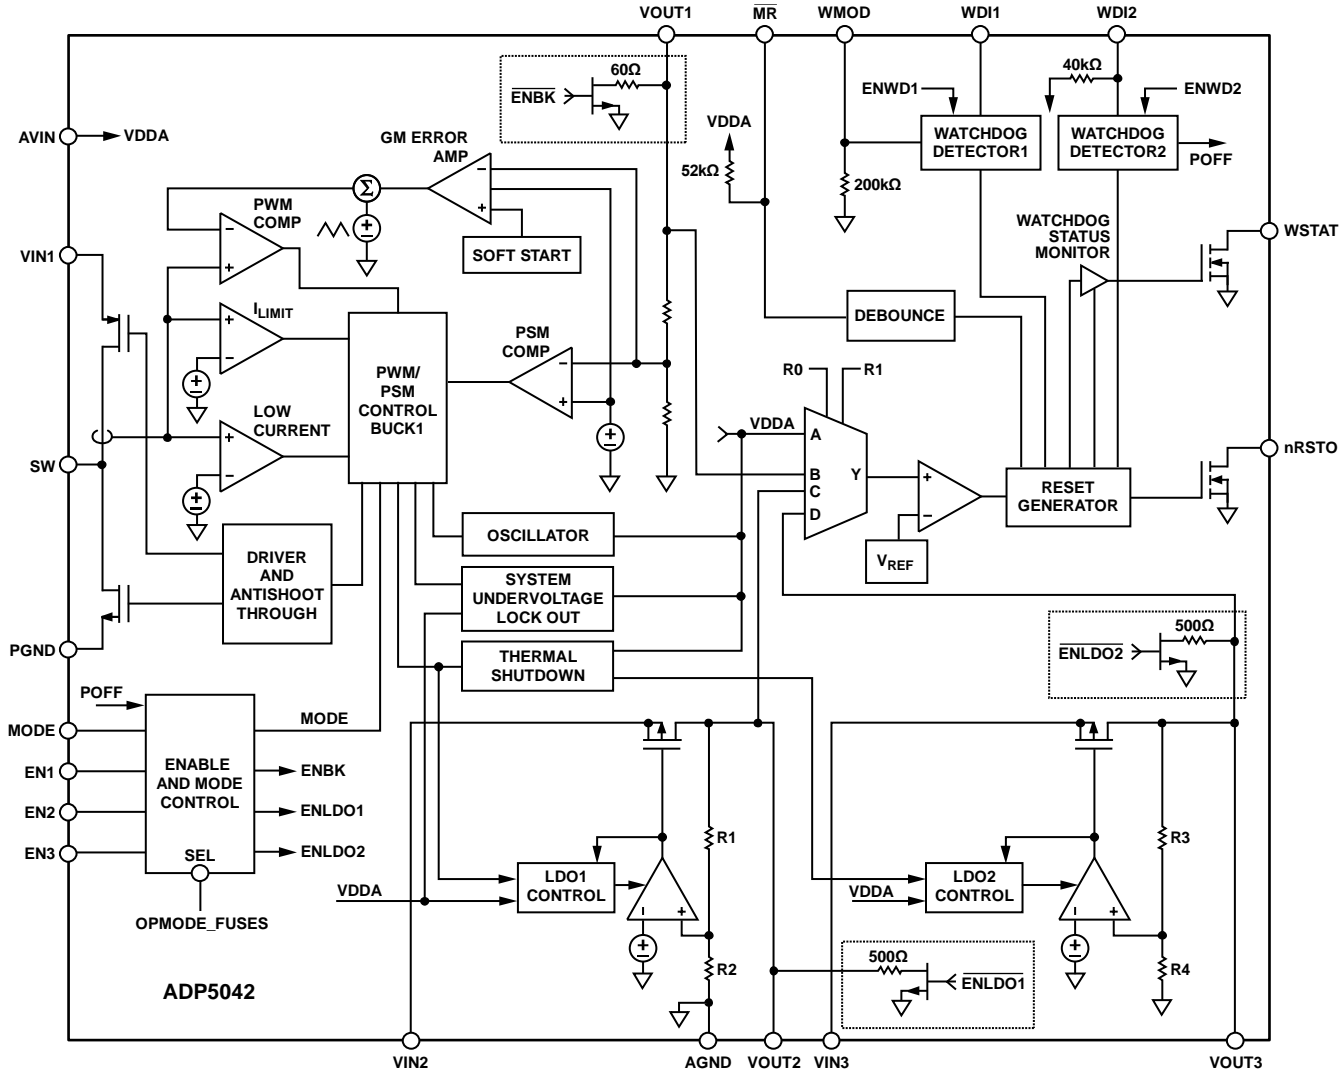 VOUT1
MR
WMOD
WDI1
WDI2
60Ω
ENBK
40kΩ
ENWD1
ENWD2
AVIN
VDDA
GM ERROR
AMP
VDDA
WATCHDOG
DETECTOR1
WATCHDOG
DETECTOR2
POFF
52kΩ
200kΩ
Σ
PWM
COMP
SOFT START
WATCHDOG
STATUS
MONITOR
WSTAT
VIN1
ILIMIT
DEBOUNCE
PSM
COMP
PWM/
PSM
CONTROL
BUCK1
R0
R1
LOW
CURRENT
VDDA
A
B
C
D
Y
SW
nRSTO
RESET
GENERATOR
VREF
OSCILLATOR
DRIVER
AND
ANTISHOOT
THROUGH
SYSTEM
UNDERVOLTAGE
LOCK OUT
THERMAL
SHUTDOWN
500Ω
ENLDO2
PGND
POFF
MODE
MODE
EN1
EN2
EN3
ENABLE
AND MODE
CONTROL
SEL
ENBK
ENLDO1
ENLDO2
OPMODE_FUSES
VDDA
LDO1
CONTROL
R1
R2
VDDA
LDO2
CONTROL
R3
R4
500Ω
ENLDO1
ADP5042
VIN2
AGND
VOUT2
VIN3
VOUT3